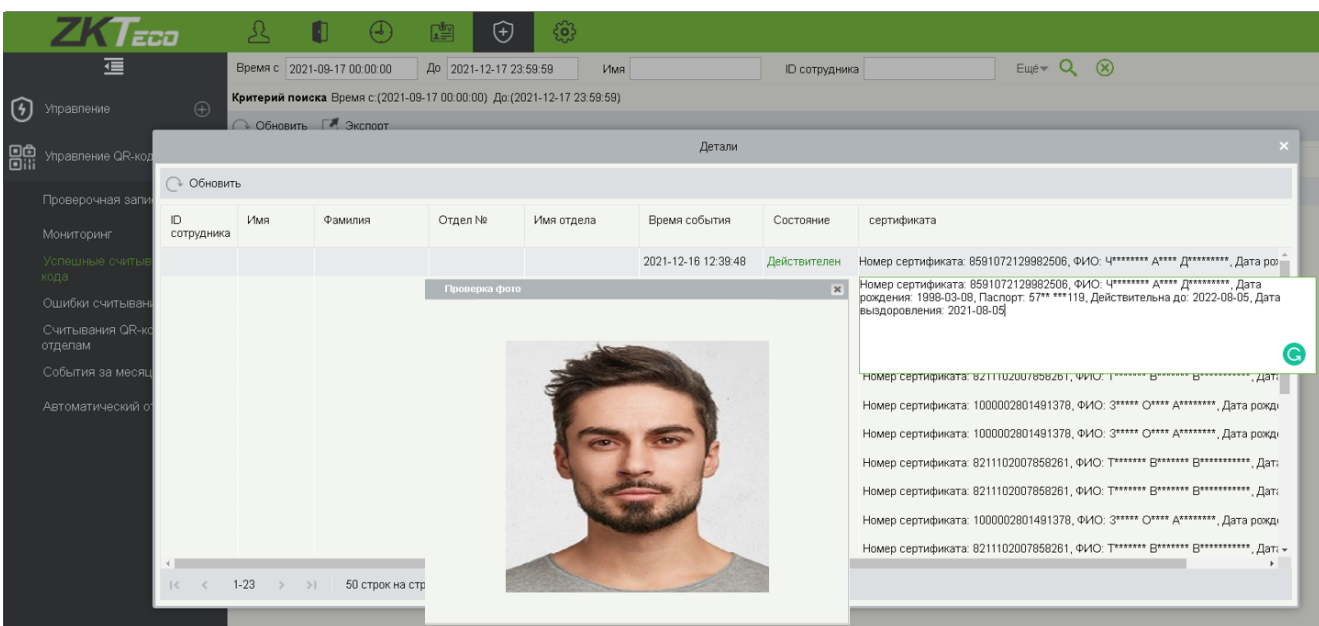 ZKTeco
Время с 2021-09-17 00:00:00 До 2021-12-17 23:59:59 Имя ID сотрудника Ещё
Управление
Критерий поиска Время с:(2021-09-17 00:00:00) До:(2021-12-17 23:59:59)
Обновить Экспорт
Управление QR-код
Детали
Обновить
Проверочная запи
Мониторинг
Успешные считыв
кода
Ошибки считывани
Считывания QR-ко
отделам
События за месяц
Автоматический о
ID
сотрудника
Имя
Фамилия
Отдел №
Имя отдела
Время события
Состояние
сертификата
2021-12-16 12:39:48 Действителен Номер сертификата: 8591072129982506, ФИО: Ч******** А**** Д*********, Дата рож
Проверка фото
Номер сертификата: 8591072129982506, ФИО: Ч******** А**** Д*********, Дата
рождения: 1998-03-08, Паспорт: 57** ***119, Действительна до: 2022-08-05, Дата
выздоровления: 2021-08-05
Номер сертификата: 8211102007858261, ФИО: Т******* В******* В***********, Дата
Номер сертификата: 1000002801491378, ФИО: З***** О**** А********, Дата рожде
Номер сертификата: 1000002801491378, ФИО: З***** О**** А********, Дата рожде
Номер сертификата: 8211102007858261, ФИО: Т******* В******* В***********, Дата
Номер сертификата: 8211102007858261, ФИО: Т******* В******* В***********, Дата
Номер сертификата: 1000002801491378, ФИО: З***** О**** А********, Дата рожде
Номер сертификата: 8211102007858261, ФИО: Т******* В******* В***********, Дата
1-23
50 строк на стр